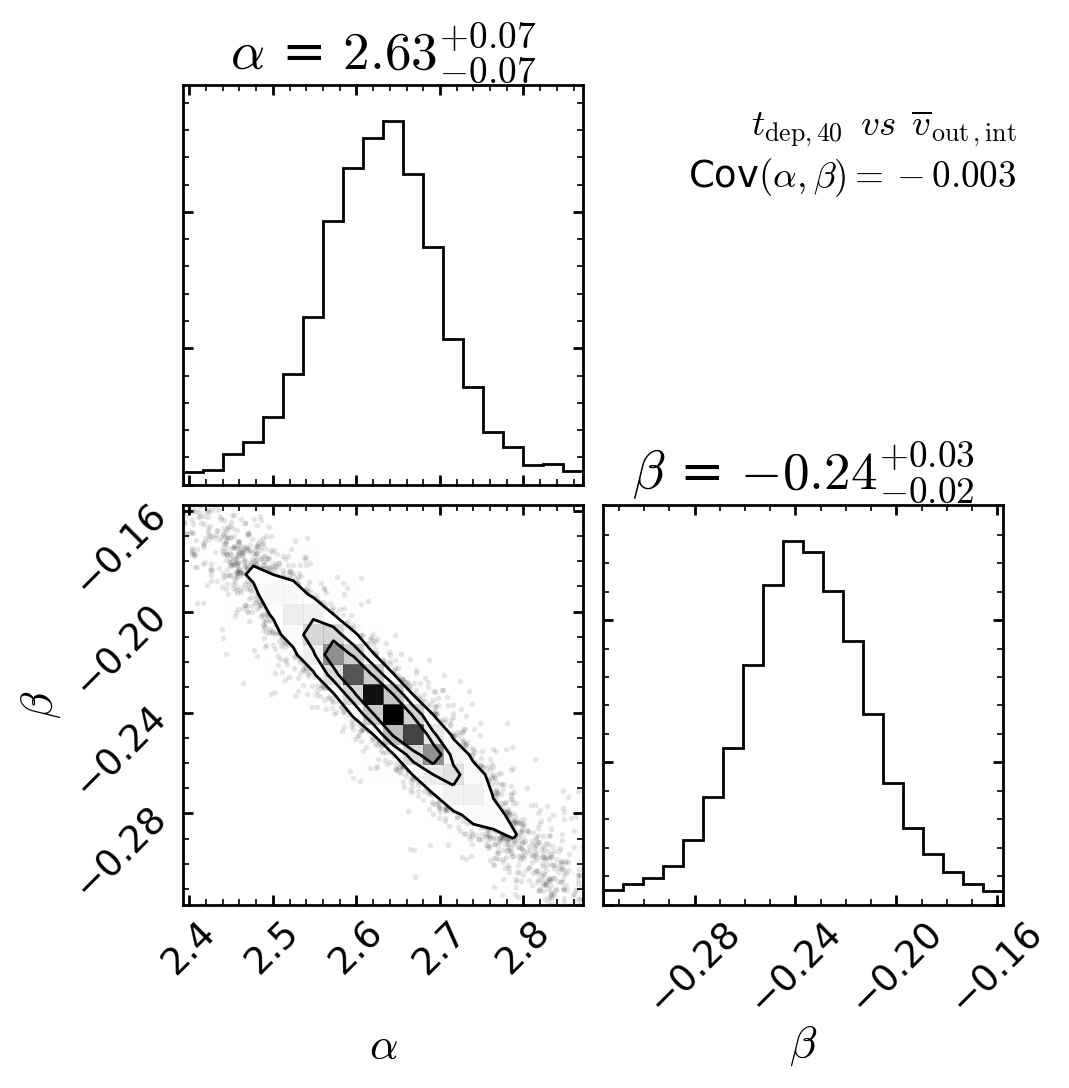 α = 2.63+0.07−0.07
t dep, 40 vs v̅ out, int
Cov(α, β) = − 0.003
β = −0.24+0.03−0.02
−0.16
−0.20
−0.24
−0.28
β
2.4 2.5 2.6 2.7 2.8
−0.28 −0.24 −0.20 −0.16
α
β